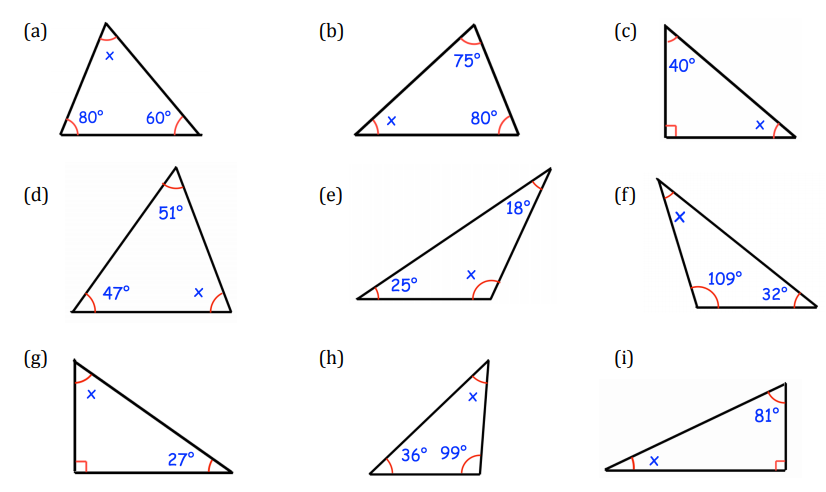 (a)
x
80°
60°
(b)
75°
x
80°
(c)
40°
x
(d)
51°
47°
x
(e)
18°
25°
x
(f)
x
109°
32°
(g)
x
27°
(h)
x
36°
99°
(i)
81°
x